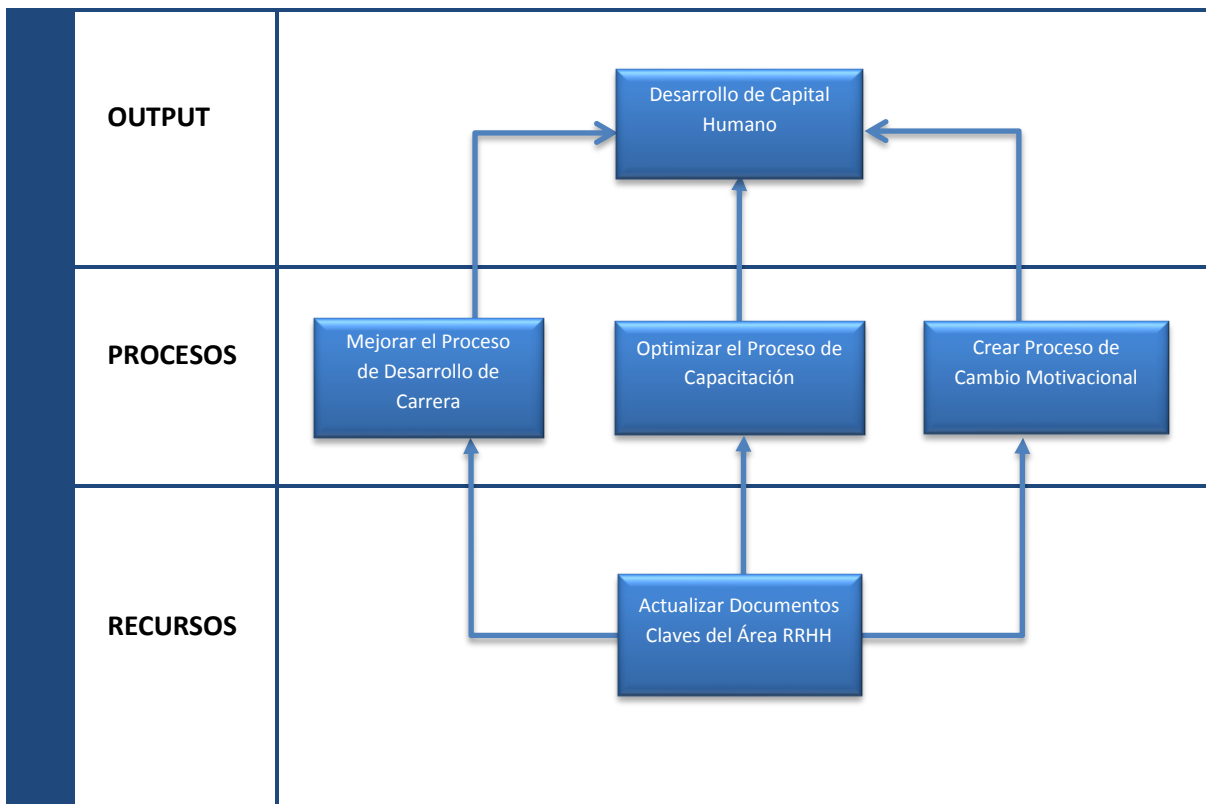 OUTPUT
Desarrollo de Capital
Humano
PROCESOS
Mejorar el Proceso
de Desarrollo de
Carrera
Optimizar el Proceso de
Capacitación
Crear Proceso de
Cambio Motivacional
RECURSOS
Actualizar Documentos
Claves del Área RRHH